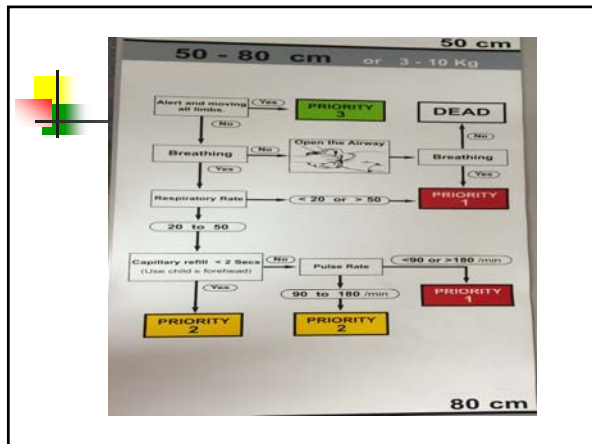 50 cm
50 - 80 cm or 3 - 10 Kg
Alert and moving all limbs.
Yes
PRIORITY 3
DEAD
No
No
Breathing
No
Open the Airway
Breathing
Yes
Yes
Respiratory Rate
< 20 or > 50
PRIORITY 1
20 to 50
Capillary refill < 2 Secs
(Use child s forehead)
No
Pulse Rate
<90 or >180 /min
Yes
90 to 180 /min
PRIORITY 1
PRIORITY 2
PRIORITY 2
80 cm